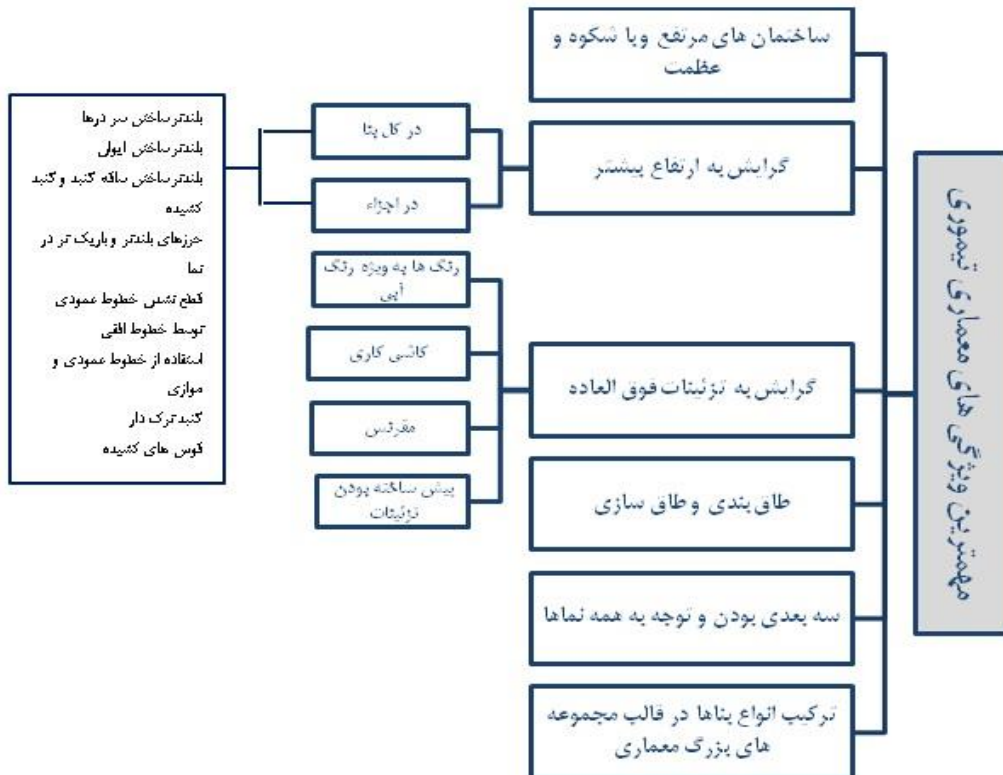 مهمترین ویژگی های معماری تیموری
ساختمان های مرتفع وبا شکوه و
عظمت
گرایش به ارتفاع بیشتر
در کل بنا
در اجزاء
بلندتر ساختن سر درها
بلندتر ساختن ایوان
بلندتر ساختن ساقه گنبد و گنبد
کشیده
جرزهای بلندتر و باریک تر در
نما
قطع نشدن خطوط عمودی
توسط خطوط افقی
استفاده از خطوط عمودی و
موازی
گنبد ترک دار
قوس های کشیده
گرایش به تزئینات فوق العاده
رنگ ها به ویژه رنگ
آبی
کاشی کاری
مقرنس
پیش ساخته بودن
تزئینات
طاق بندی و طاق سازی
سه بعدی بودن و توجه به همه نماها
ترکیب انواع بناها در قالب مجموعه
های بزرگ معماری